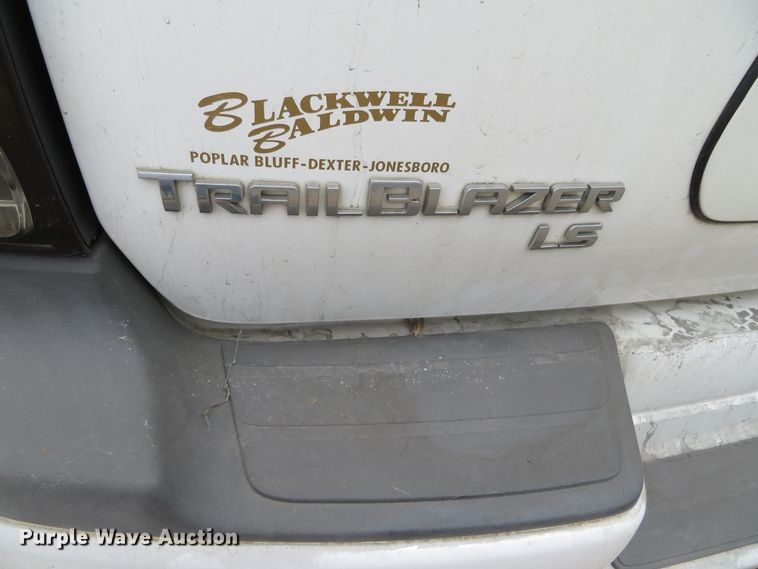 BLACKWELL
BALDWIN
POPLAR BLUFF-DEXTER-JONESBORO
TRAILBLAZER
LS
Purple Wave Auction